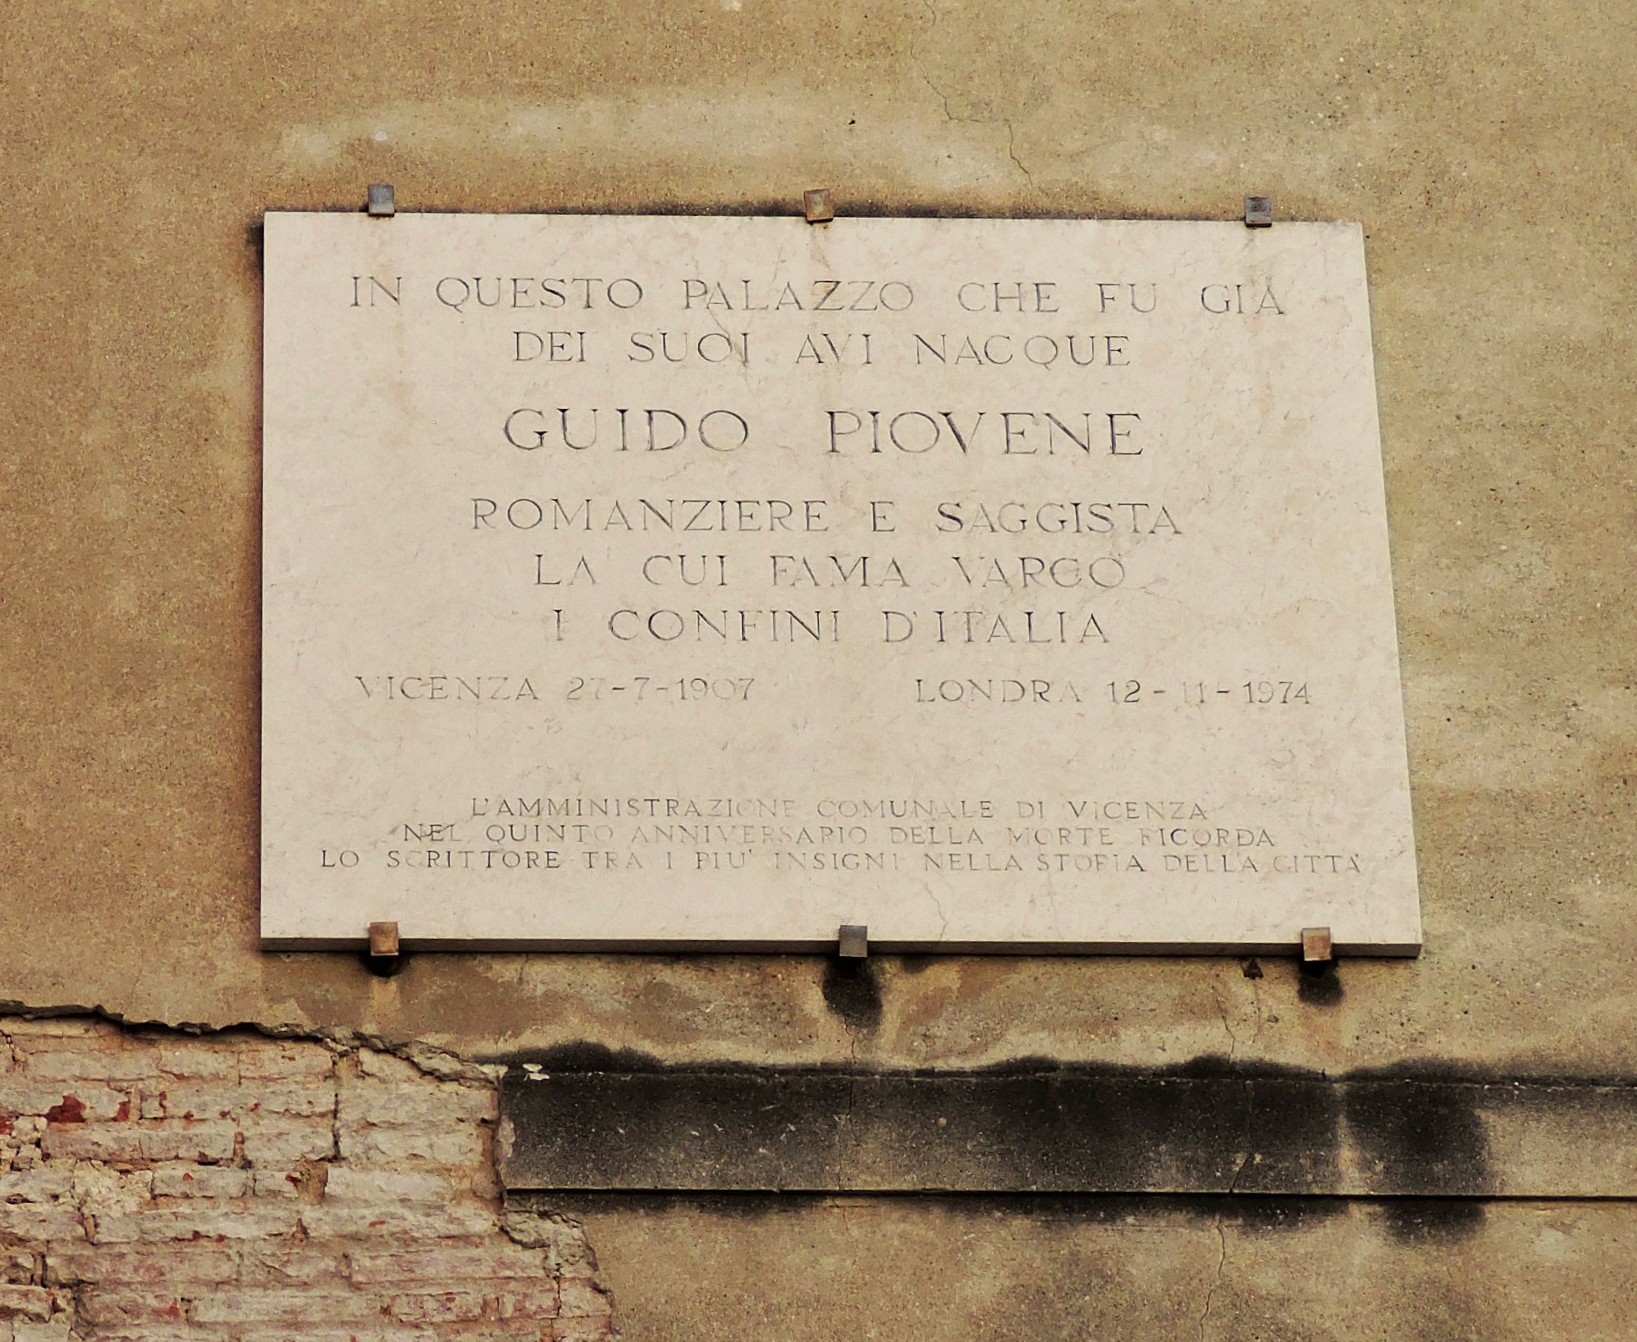 IN QUESTO PALAZZO CHE FU GIÀ
DEI SUOI AVI NACQUE
GUIDO PIOVENE
ROMANZIERE E SAGGISTA
LA CUI FAMA VARCÒ
I CONFINI D'ITALIA
VICENZA 27-7-1907 LONDRA 12-11-1974
L'AMMINISTRAZIONE COMUNALE DI VICENZA
NEL QUINTO ANNIVERSARIO DELLA MORTE RICORDA
LO SCRITTORE TRA I PIU' INSIGNI NELLA STORIA DELLA CITTA'